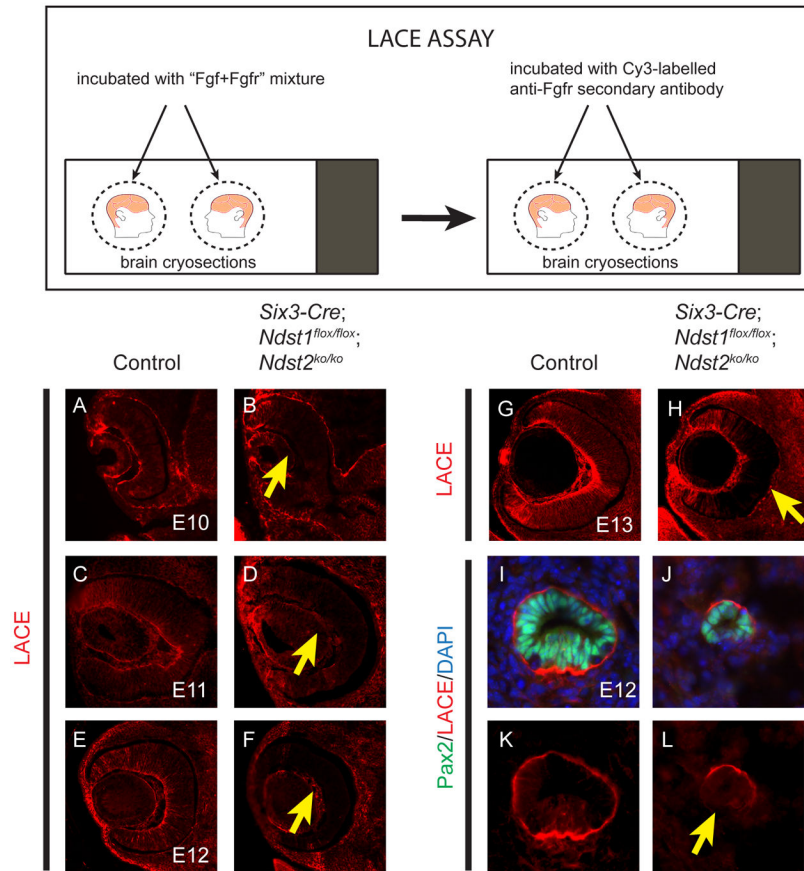 LACE ASSAY
incubated with “Fgf+Fgfr” mixture
incubated with Cy3-labelled
anti-Fgfr secondary antibody
brain cryosections
brain cryosections
Control
Six3-Cre;
Ndst1flox/flox;
Ndst2ko/ko
Control
Six3-Cre;
Ndst1flox/flox;
Ndst2ko/ko
LACE
A
E10
B
C
E11
D
E
E12
F
LACE
G
E13
H
Pax2/LACE/DAPI
I
E12
J
K
L